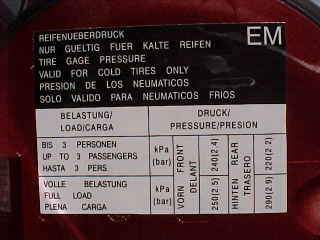 REIFENUEBERDRUCK EM
NUR GUELTIG FUER KALTE REIFEN
TIRE GAGE PRESSURE
VALID FOR COLD TIRES ONLY
PRESION DE LOS NEUMATICOS
SOLO VALIDO PARA NEUMATICOS FRIOS
BELASTUNG/ DRUCK/
LOAD/CARGA PRESSURE/PRESION
BIS 3 PERSONEN
UP TO 3 PASSENGERS
HASTA 3 PERS
kPa
(bar)
VORN FRONT
DELANT
240(2.4)
HINTEN REAR
TRASERO
220(2.2)
VOLLE BELASTUNG
FULL LOAD
PLENA CARGA
kPa
(bar)
250(2.5)
290(2.9)